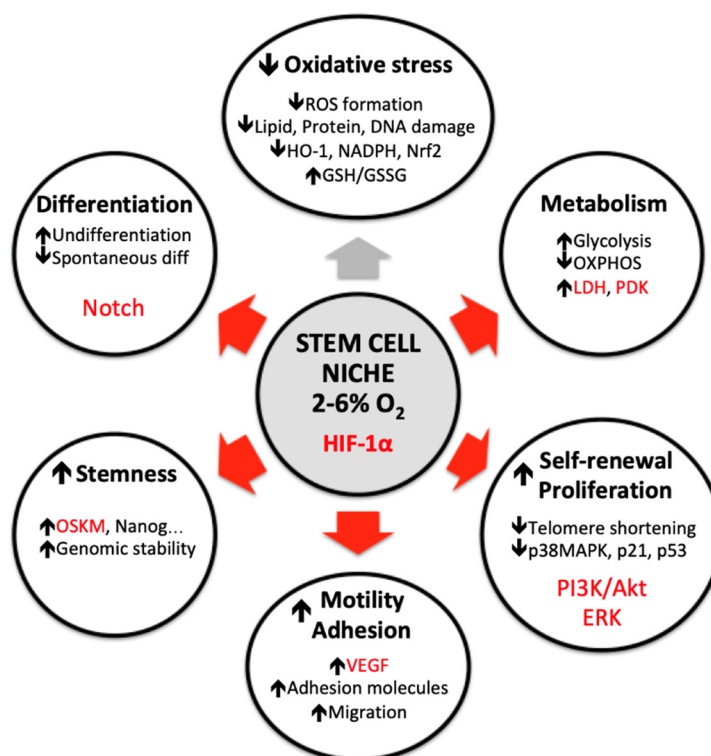 ↓ Oxidative stress
↓ROS formation
↓Lipid, Protein, DNA damage
↓HO-1, NADPH, Nrf2
↑GSH/GSSG
Differentiation
↑Undifferentiation
↓Spontaneous diff
Notch
Metabolism
↑Glycolysis
↓OXPHOS
↑LDH, PDK
STEM CELL
NICHE
2-6% O₂
HIF-1α
↑ Stemness
↑OSKM, Nanog...
↑Genomic stability
↑ Self-renewal
Proliferation
↓Telomere shortening
↓p38MAPK, p21, p53
PI3K/Akt
ERK
↑ Motility
Adhesion
↑VEGF
↑Adhesion molecules
↑Migration